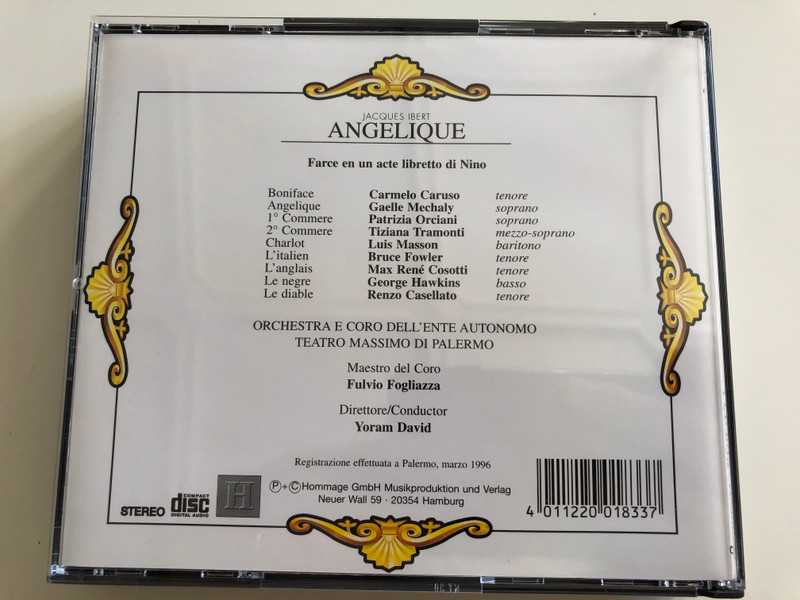 JACQUES IBERT
ANGELIQUE
Farce en un acte libretto di Nino
Boniface Carmelo Caruso tenore
Angelique Gaelle Mechaly soprano
1° Commere Patrizia Orciani soprano
2° Commere Tiziana Tramonti mezzo-soprano
Charlot Luis Masson baritono
L'italien Bruce Fowler tenore
L'anglais Max René Cosotti tenore
Le negre George Hawkins basso
Le diable Renzo Casellato tenore
ORCHESTRA E CORO DELL'ENTE AUTONOMO
TEATRO MASSIMO DI PALERMO
Maestro del Coro
Fulvio Fogliazza
Direttore/Conductor
Yoram David
Registrazione effettuata a Palermo, marzo 1996
℗+©Hommage GmbH Musikproduktion und Verlag
Neuer Wall 59 · 20354 Hamburg
STEREO
COMPACT
disc
DIGITAL AUDIO
H
4 011220 018337